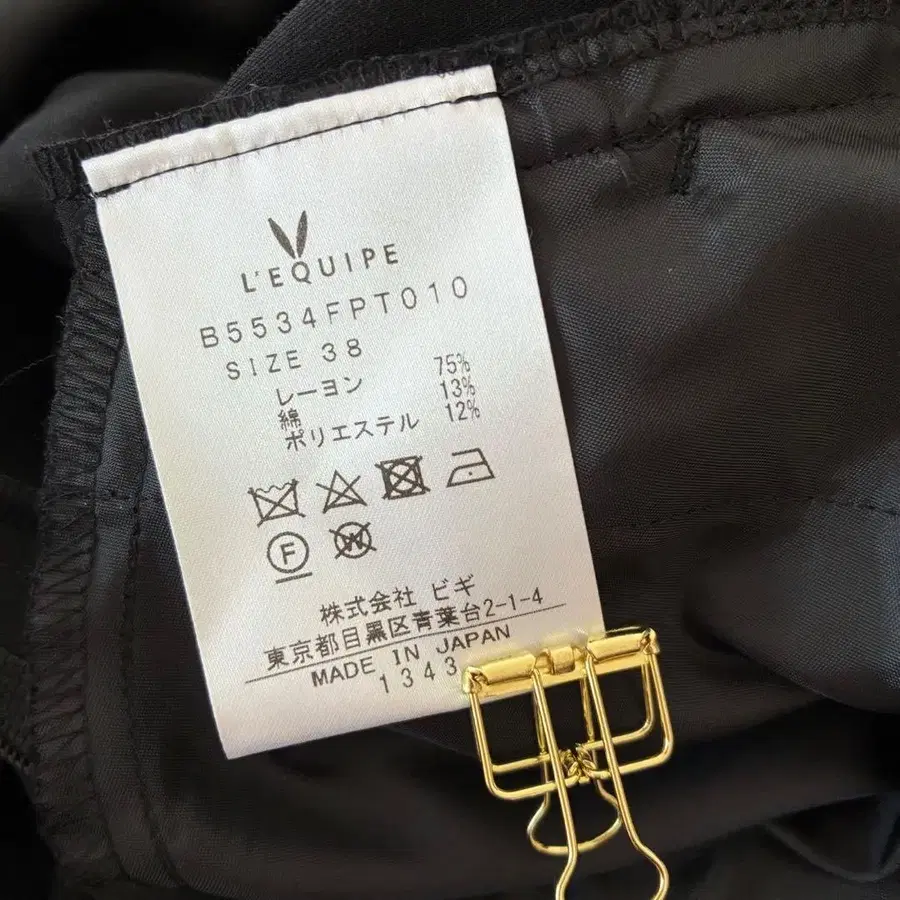 L'EQUIPE
B5534FPT010
SIZE 38
レーヨン 75%
綿 13%
ポリエステル 12%
F W
株式会社 ビギ
東京都目黒区青葉台2-1-4
MADE IN JAPAN
1343